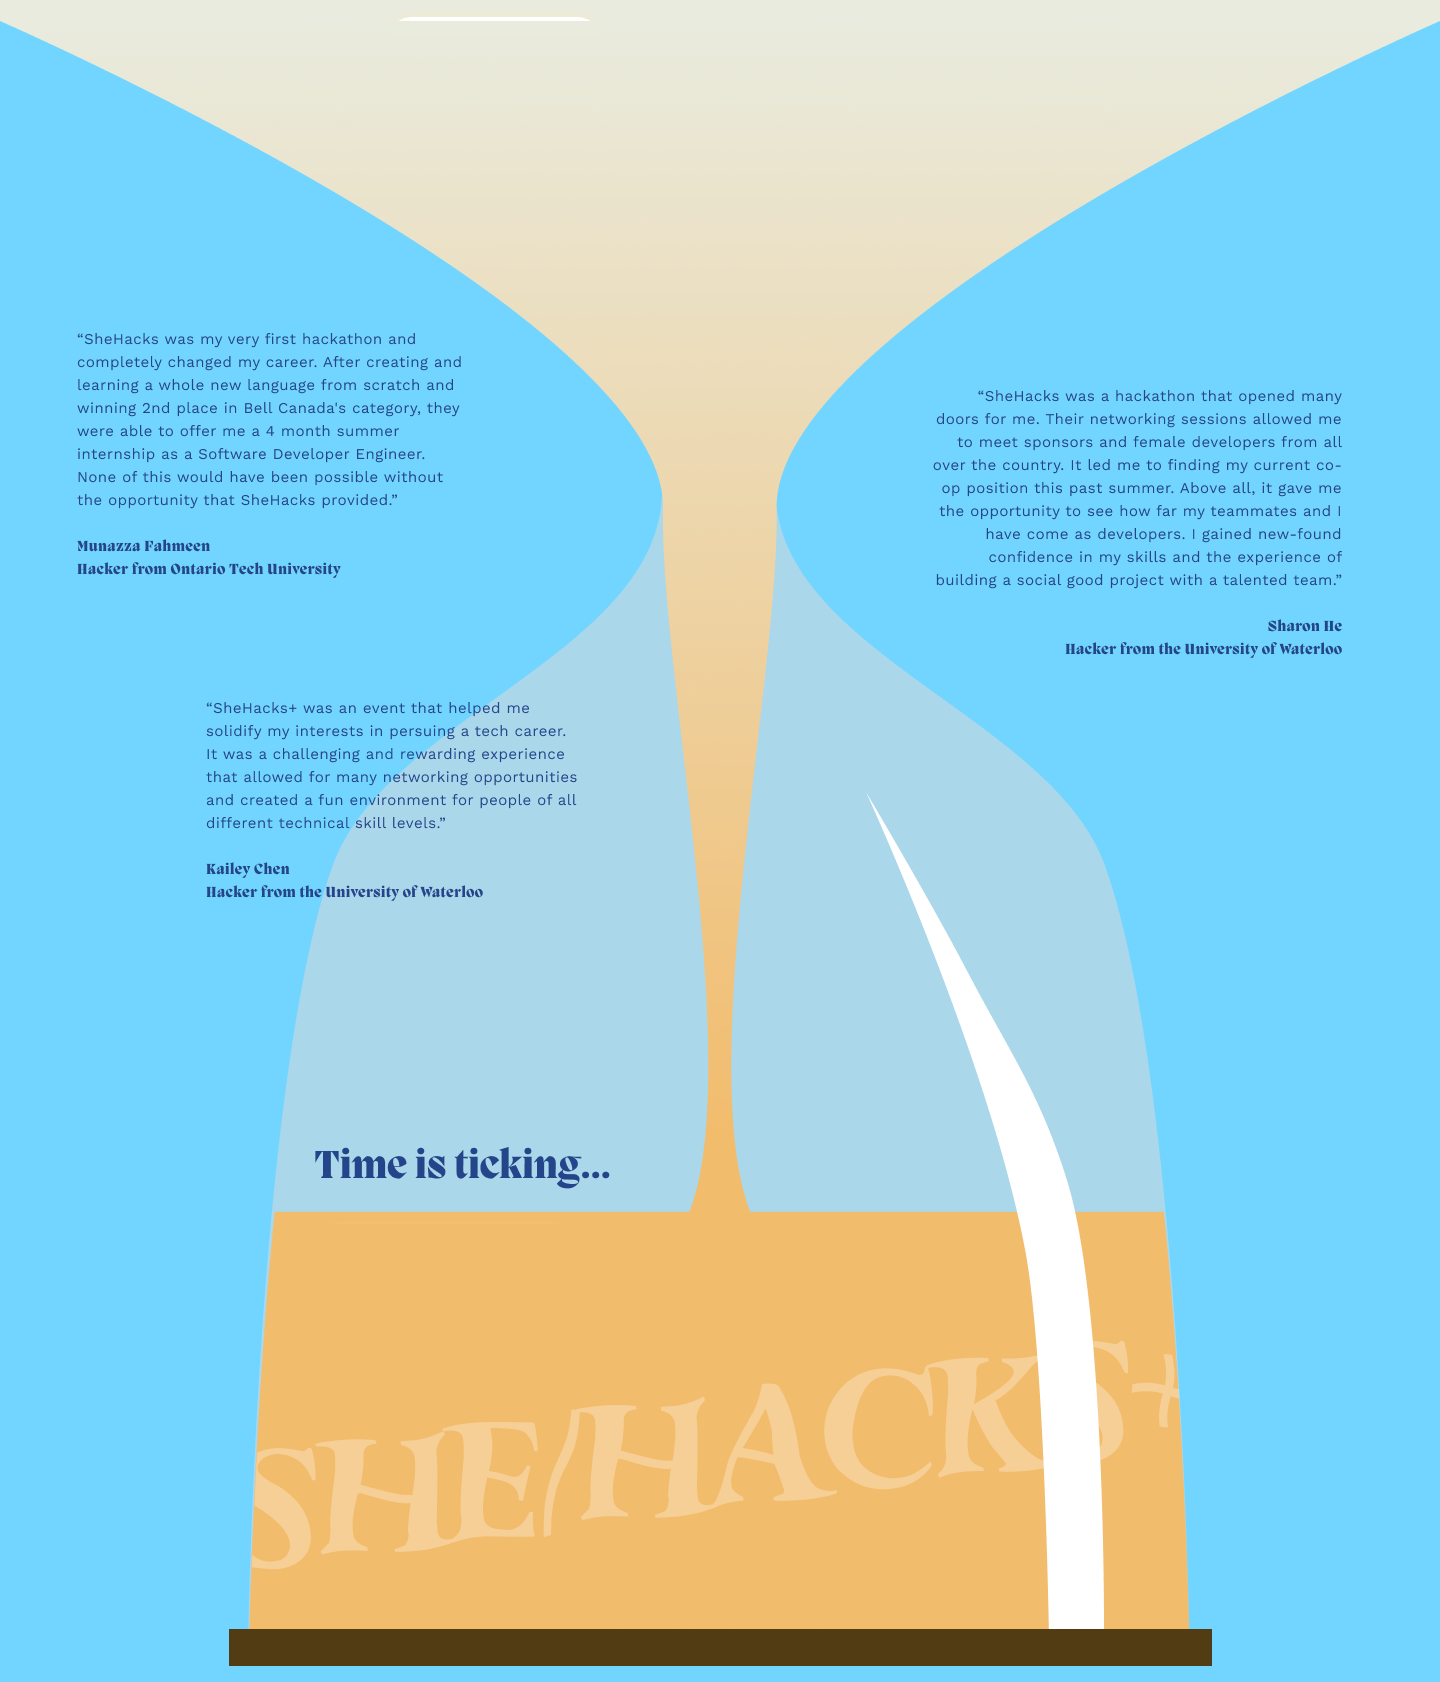 “SheHacks was my very first hackathon and
completely changed my career. After creating and
learning a whole new language from scratch and
winning 2nd place in Bell Canada's category, they
were able to offer me a 4 month summer
internship as a Software Developer Engineer.
None of this would have been possible without
the opportunity that SheHacks provided.”
Munazza Fahmeen
Hacker from Ontario Tech University
“SheHacks was a hackathon that opened many
doors for me. Their networking sessions allowed me
to meet sponsors and female developers from all
over the country. It led me to finding my current co-
op position this past summer. Above all, it gave me
the opportunity to see how far my teammates and I
have come as developers. I gained new-found
confidence in my skills and the experience of
building a social good project with a talented team.”
Sharon He
Hacker from the University of Waterloo
“SheHacks+ was an event that helped me
solidify my interests in persuing a tech career.
It was a challenging and rewarding experience
that allowed for many networking opportunities
and created a fun environment for people of all
different technical skill levels.”
Kailey Chen
Hacker from the University of Waterloo
Time is ticking...
SHE/HACKS+